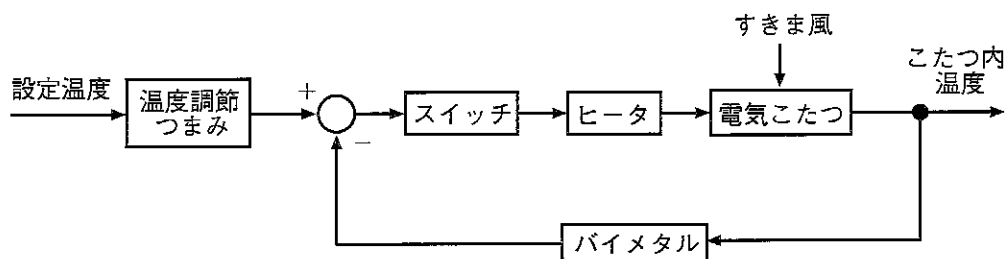 すきま風
こたつ内
温度
設定温度
温度調節
つまみ
+
−
スイッチ
ヒータ
電気こたつ
バイメタル